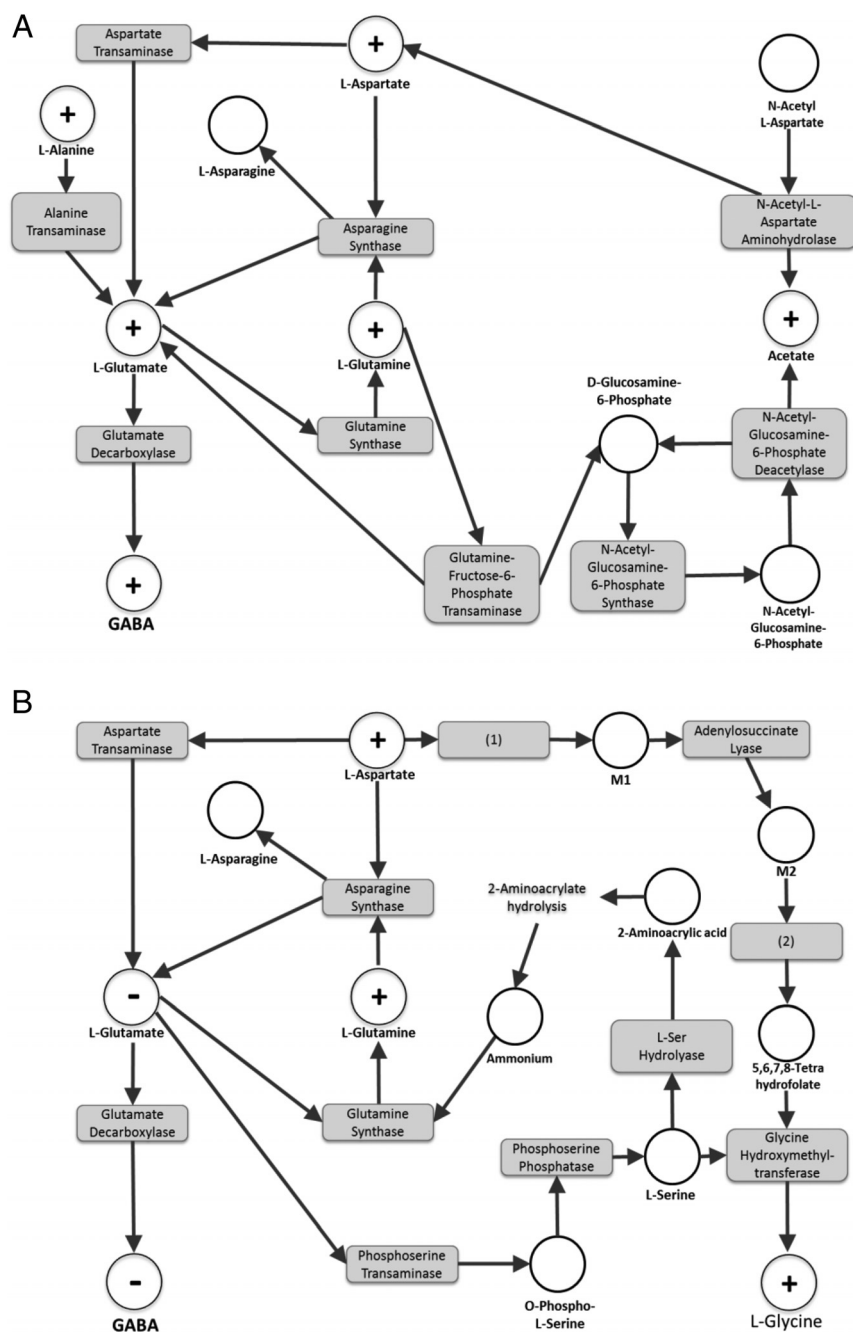 A
Aspartate
Transaminase
+
L-Aspartate
N-Acetyl
L-Aspartate
+
L-Alanine
L-Asparagine
Alanine
Transaminase
Asparagine
Synthase
N-Acetyl-L-
Aspartate
Aminohydrolase
+
L-Glutamate
+
L-Glutamine
+
Acetate
D-Glucosamine-
6-Phosphate
Glutamate
Decarboxylase
Glutamine
Synthase
N-Acetyl-
Glucosamine-
6-Phosphate
Deacetylase
+
GABA
Glutamine-
Fructose-6-
Phosphate
Transaminase
N-Acetyl-
Glucosamine-
6-Phosphate
Synthase
N-Acetyl-
Glucosamine-
6-Phosphate
B
Aspartate
Transaminase
+
L-Aspartate
(1)
M1
Adenylosuccinate
Lyase
L-Asparagine
M2
Asparagine
Synthase
2-Aminoacrylate
hydrolysis
2-Aminoacrylic acid
(2)
-
L-Glutamate
+
L-Glutamine
Ammonium
L-Ser
Hydrolyase
5,6,7,8-Tetra
hydrofolate
Glutamate
Decarboxylase
Glutamine
Synthase
Phosphoserine
Phosphatase
L-Serine
Glycine
Hydroxymethyl-
transferase
-
GABA
Phosphoserine
Transaminase
O-Phospho-
L-Serine
+
L-Glycine